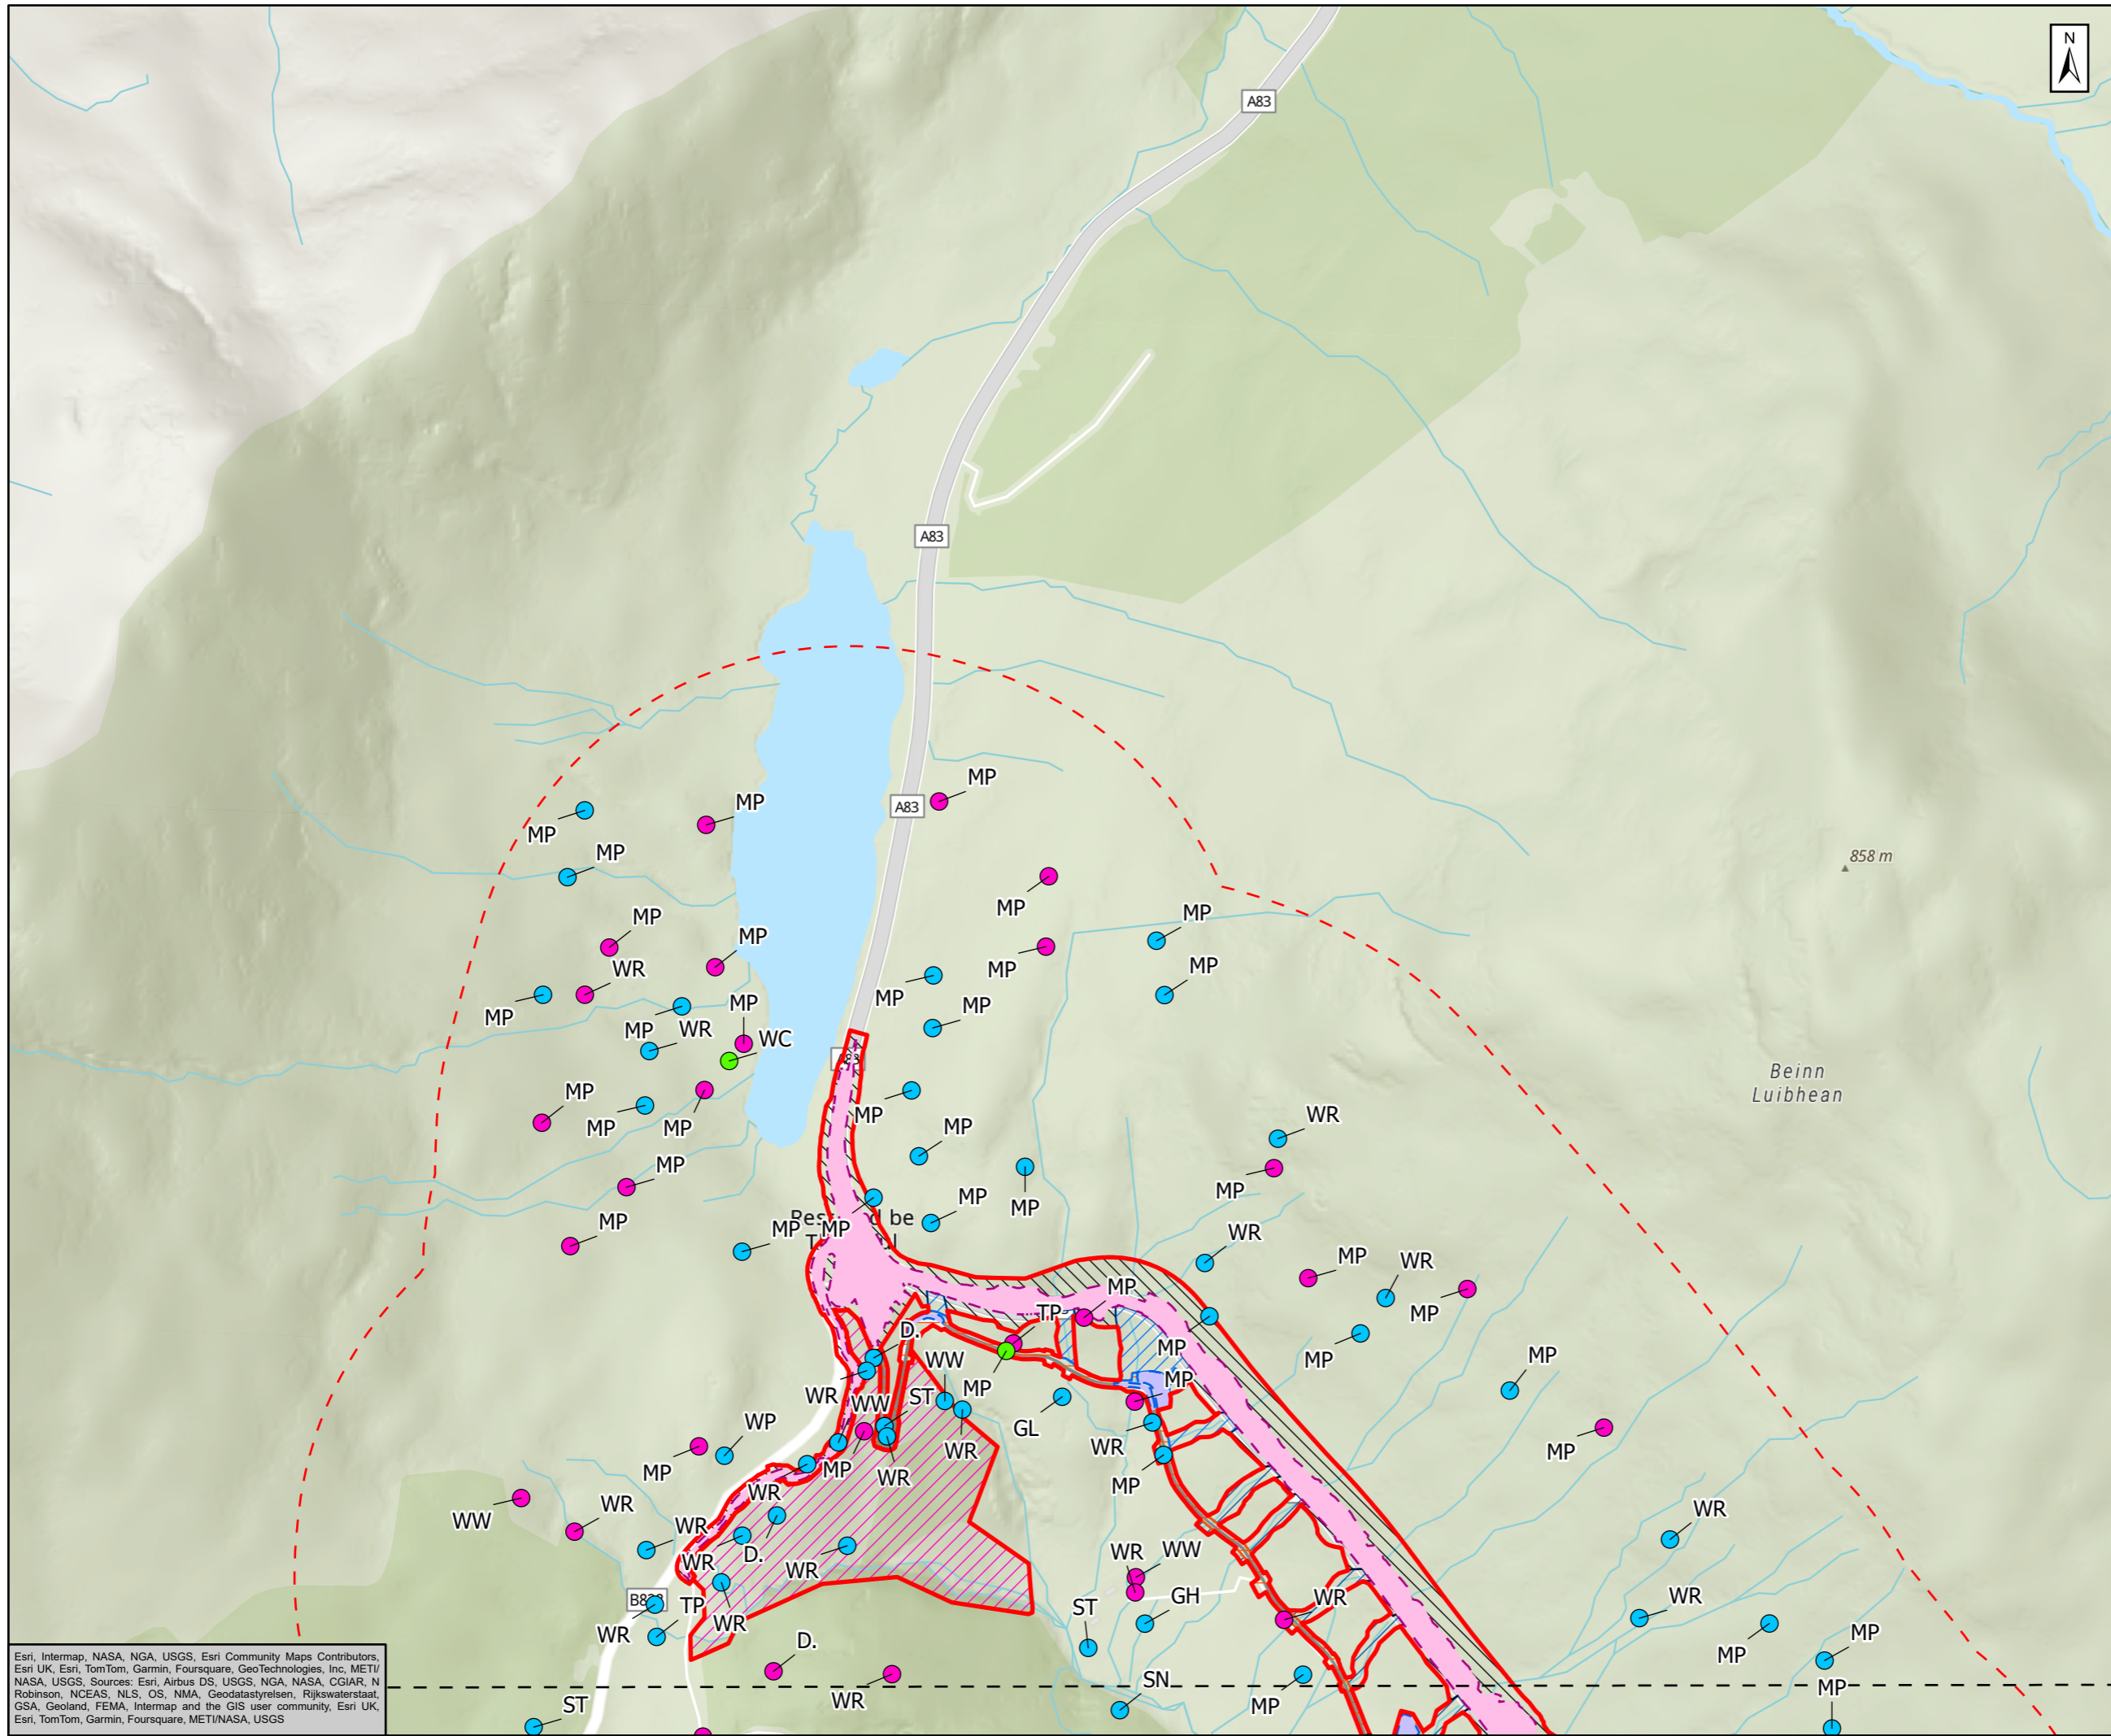 N
A83
A83
MP
MP
A83
MP
MP
858 m
MP
MP
MP
MP
MP
WR
MP
MP
MP
MP
MP
WR
MP
WC
Beinn
Luibhean
MP
MP
MP
MP
WR
MP
MP
MP
MP
MP
MP
MP
MP
be
WR
MP
WR
MP
MP
TP
D.
MP
MP
WW
MP
MP
WR
WW
ST
MP
GL
WP
WR
WR
MP
MP
MP
WR
MP
WR
WW
WR
WR
WR
WR
D.
WR
WR
WW
B828
TP
GH
ST
WR
WR
WR
WR
MP
MP
D.
WR
SN
MP
MP
ST
Esri, Intermap, NASA, NGA, USGS, Esri Community Maps Contributors,
Esri UK, Esri, TomTom, Garmin, Foursquare, GeoTechnologies, Inc, METI/
NASA, USGS, Sources: Esri, Airbus DS, USGS, NGA, NASA, CGIAR, N
Robinson, NCEAS, NLS, OS, NMA, Geodatastyrelsen, Rijkswaterstaat,
GSA, Geoland, FEMA, Intermap and the GIS user community, Esri UK,
Esri, TomTom, Garmin, Foursquare, METI/NASA, USGS